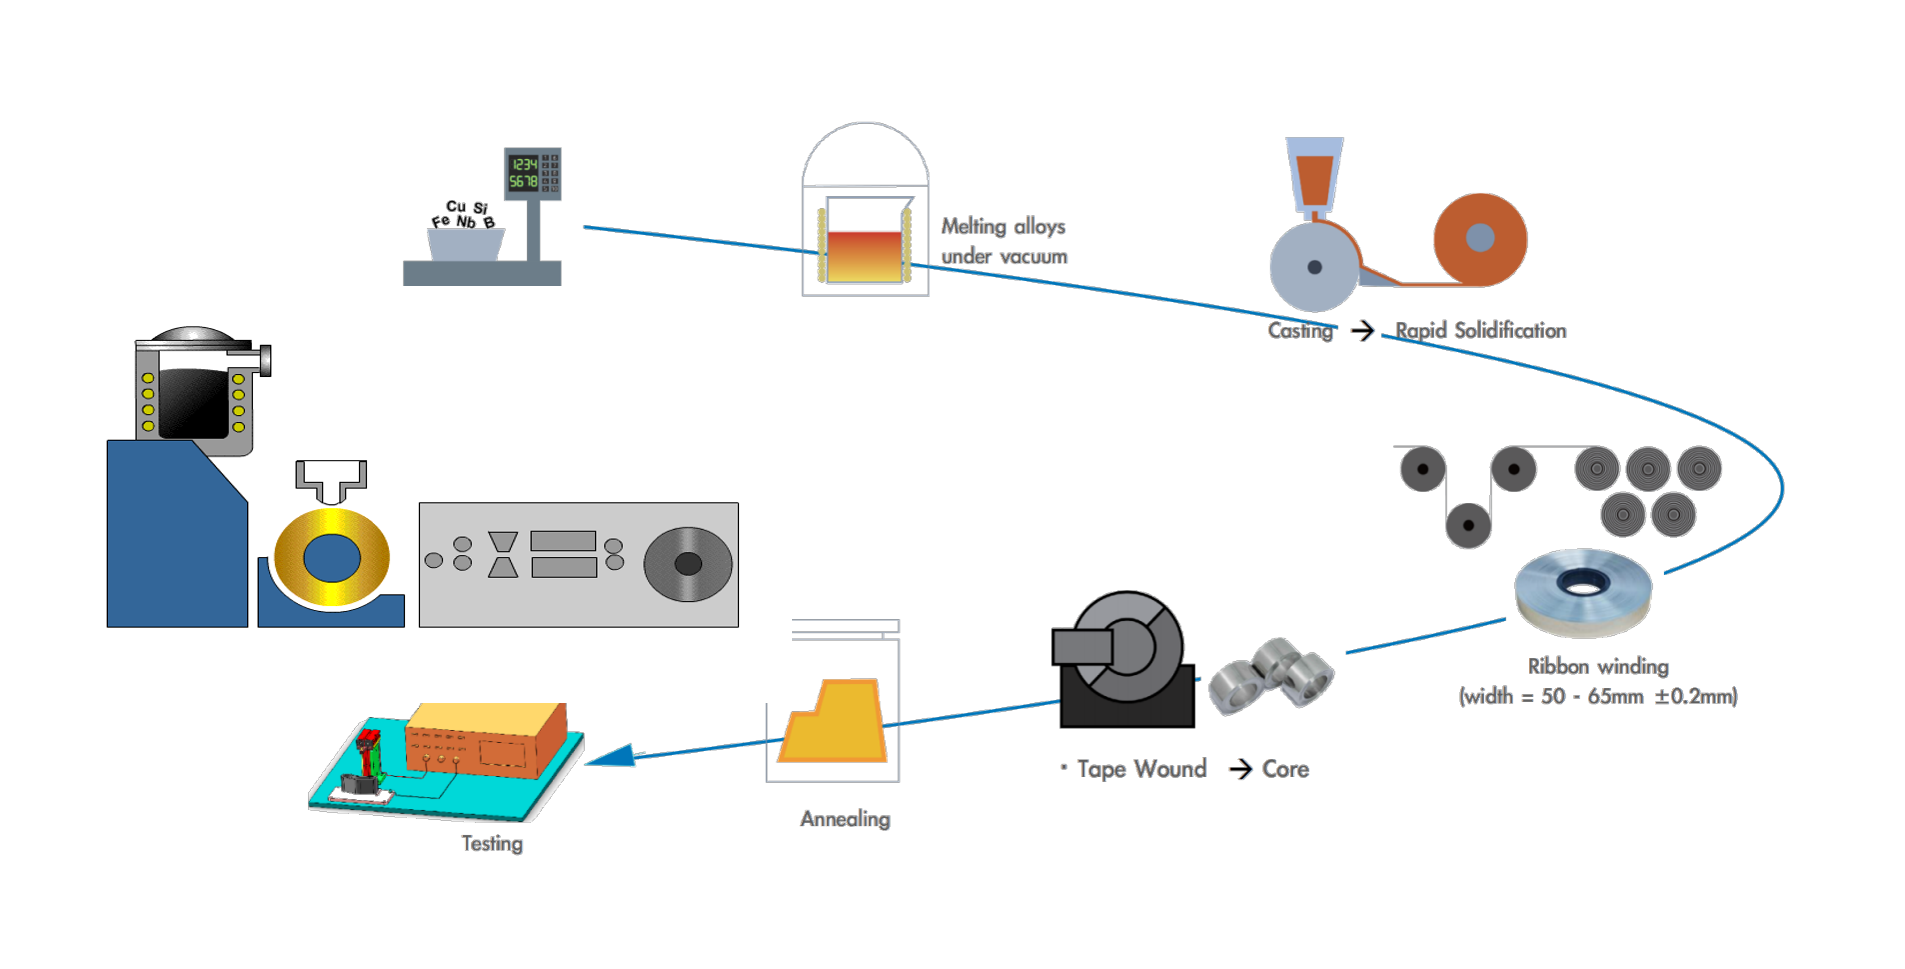 1234
5678
Cu Si
Fe Nb B
Melting alloys
under vacuum
Casting → Rapid Solidification
Ribbon winding
(width = 50 - 65mm ±0.2mm)
· Tape Wound → Core
Annealing
Testing